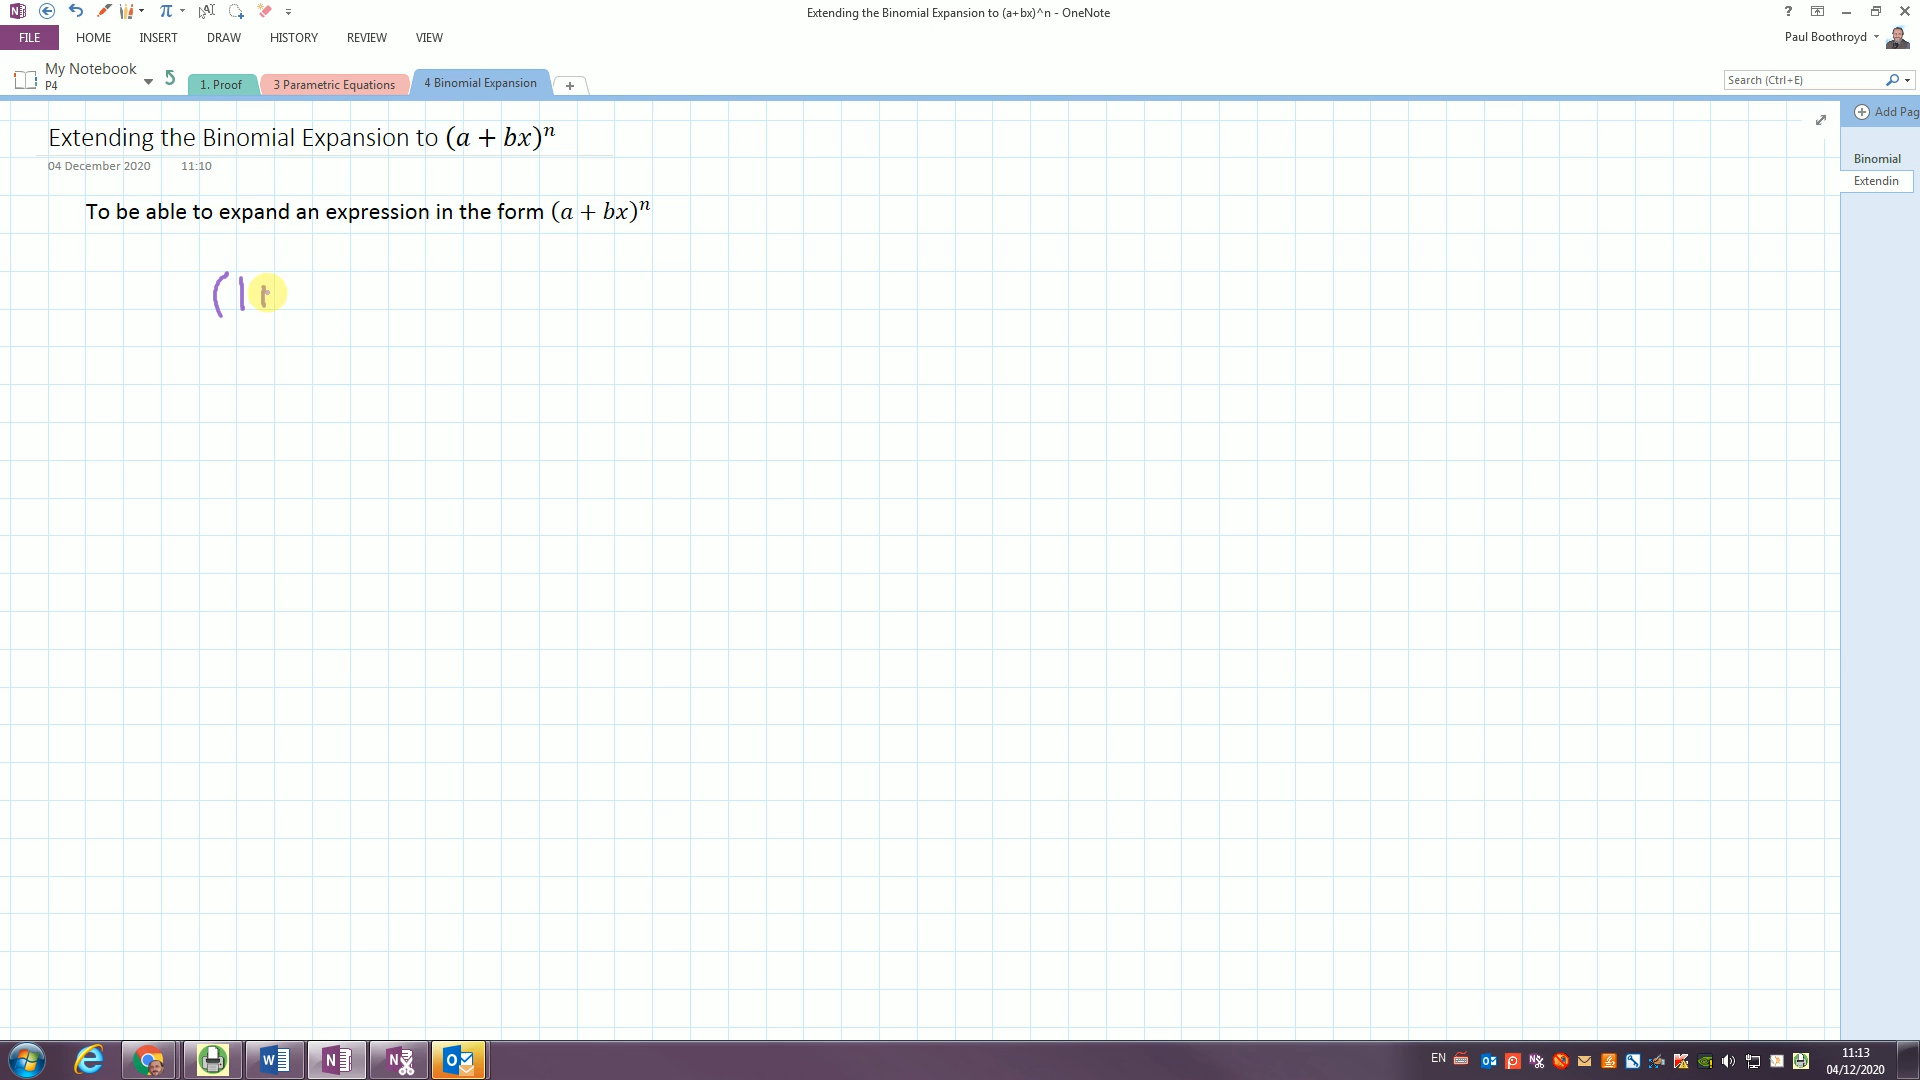 Extending the Binomial Expansion to (a+bx)^n - OneNote
?
FILE HOME INSERT DRAW HISTORY REVIEW VIEW
Paul Boothroyd
My Notebook
P4
1. Proof
3 Parametric Equations
4 Binomial Expansion
+
Search (Ctrl+E)
Add Pag
Extending the Binomial Expansion to (a + bx)ⁿ
04 December 2020 11:10
Binomial
Extendin
To be able to expand an expression in the form (a + bx)ⁿ
(1
EN
11:13
04/12/2020